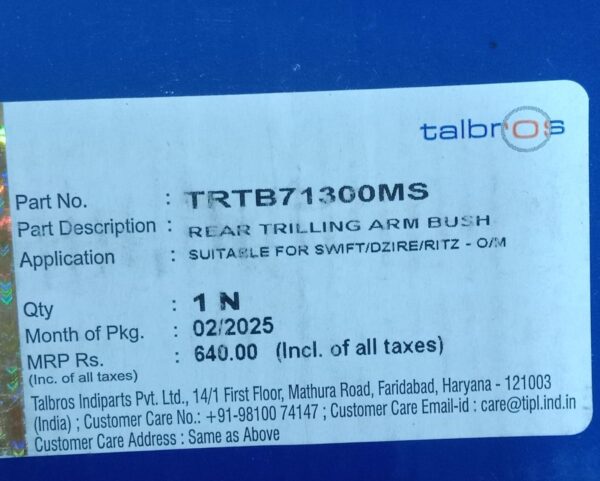 talbros
Part No. : TRTB71300MS
Part Description : REAR TRILLING ARM BUSH
Application : SUITABLE FOR SWIFT/DZIRE/RITZ - O/M
Qty : 1 N
Month of Pkg. : 02/2025
MRP Rs. : 640.00 (Incl. of all taxes)
(Inc. of all taxes)
Talbros Indiparts Pvt. Ltd., 14/1 First Floor, Mathura Road, Faridabad, Haryana - 121003
(India) ; Customer Care No.: +91-98100 74147 ; Customer Care Email-id : care@tipl.ind.in
Customer Care Address : Same as Above